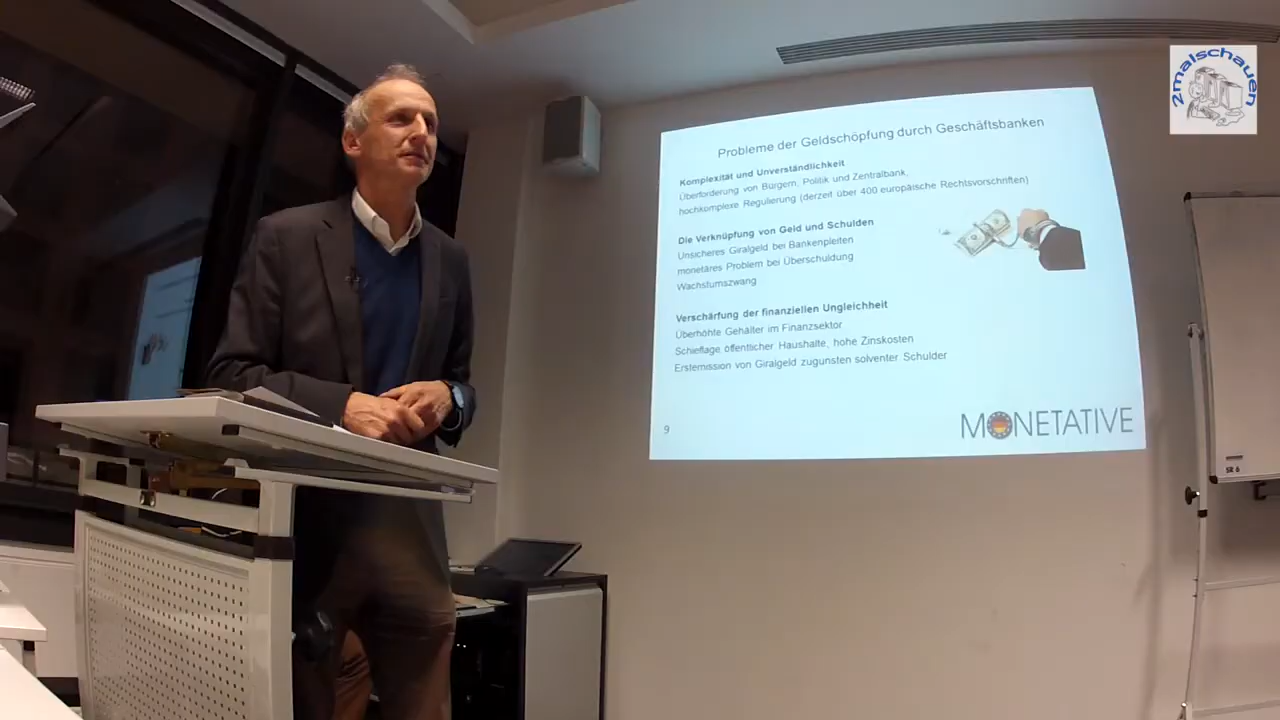 2malschauen
Probleme der Geldschöpfung durch Geschäftsbanken
Komplexität und Unverständlichkeit
Überforderung von Bürgern, Politik und Zentralbank,
hochkomplexe Regulierung (derzeit über 400 europäische Rechtsvorschriften)
Die Verknüpfung von Geld und Schulden
Unsicheres Giralgeld bei Bankenpleiten
monetäres Problem bei Überschuldung
Wachstumszwang
Verschärfung der finanziellen Ungleichheit
Überhöhte Gehälter im Finanzsektor
Schieflage öffentlicher Haushalte, hohe Zinskosten
Erstemission von Giralgeld zugunsten solventer Schuldner
9
MONETATIVE
SR 6